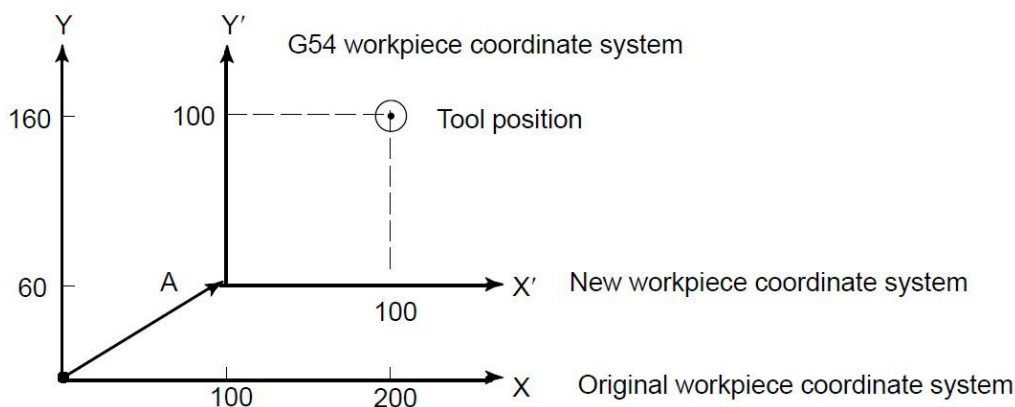 Y
Y′
G54 workpiece coordinate system
160
100
Tool position
A
60
X′
New workpiece coordinate system
100
100
200
X
Original workpiece coordinate system